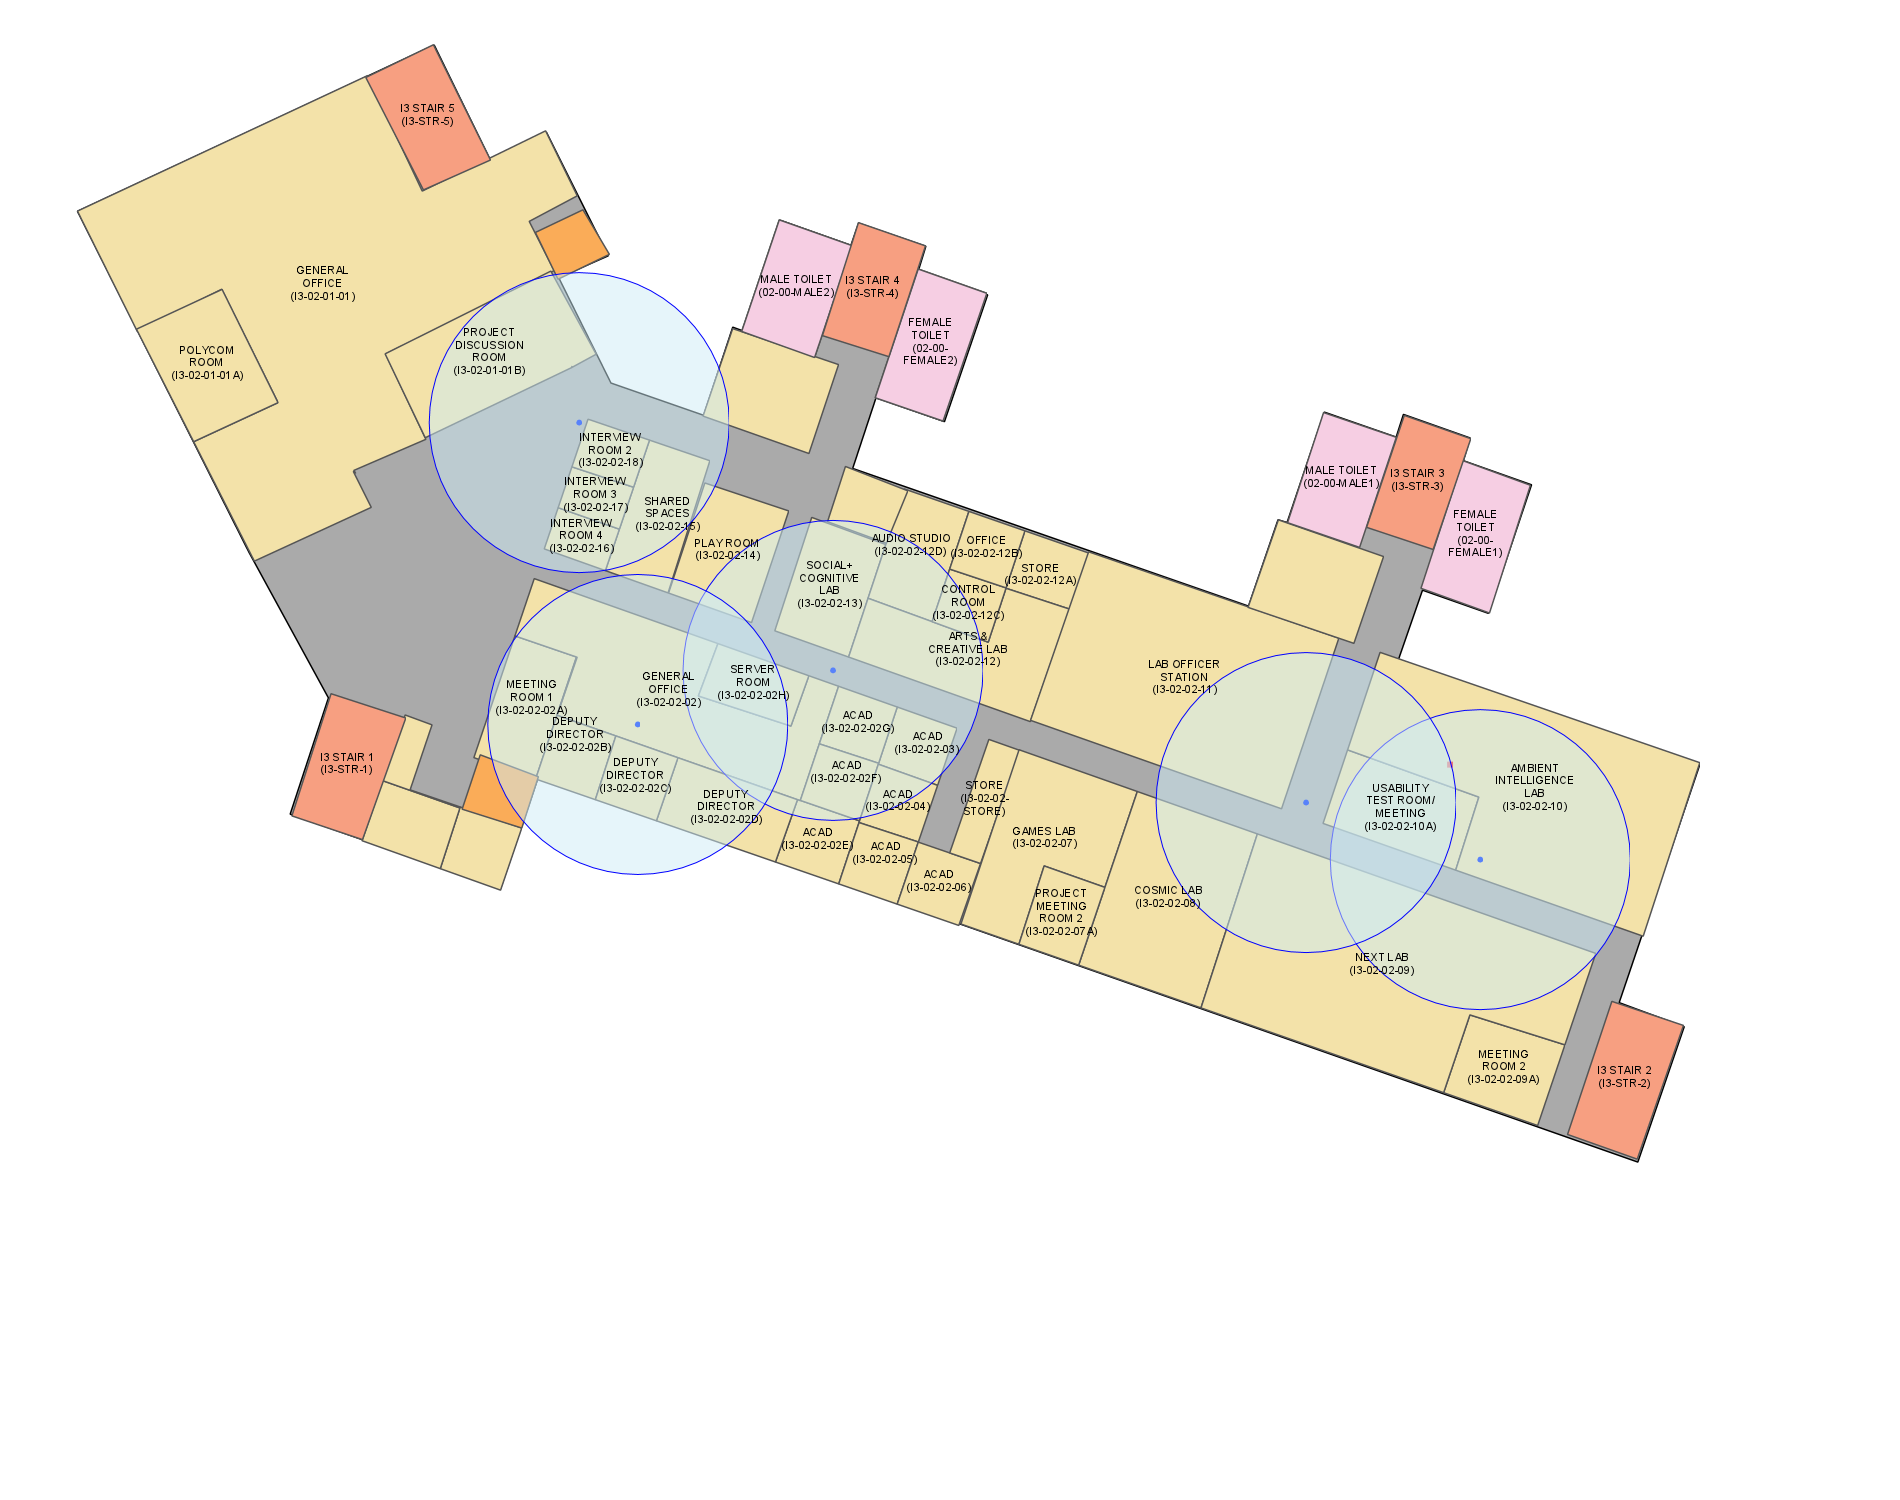 I3 STAIR 5
(I3-STR-5)
GENERAL
OFFICE
(I3-02-01-01)
POLYCOM
ROOM
(I3-02-01-01A)
PROJECT
DISCUSSION
ROOM
(I3-02-01-01B)
MALE TOILET
(02-00-MALE2)
I3 STAIR 4
(I3-STR-4)
FEMALE
TOILET
(02-00-
FEMALE2)
INTERVIEW
ROOM 2
(I3-02-02-18)
INTERVIEW
ROOM 3
(I3-02-02-17)
INTERVIEW
ROOM 4
(I3-02-02-16)
SHARED
SPACES
(I3-02-02-15)
PLAY ROOM
(I3-02-02-14)
SOCIAL+
COGNITIVE
LAB
(I3-02-02-13)
AUDIO STUDIO
(I3-02-02-12D)
OFFICE
(I3-02-02-12B)
STORE
(I3-02-02-12A)
CONTROL
ROOM
(I3-02-02-12C)
ARTS &
CREATIVE LAB
(I3-02-02-12)
LAB OFFICER
STATION
(I3-02-02-11)
MALE TOILET
(02-00-MALE1)
I3 STAIR 3
(I3-STR-3)
FEMALE
TOILET
(02-00-
FEMALE1)
MEETING
ROOM 1
(I3-02-02-02A)
GENERAL
OFFICE
(I3-02-02-02)
SERVER
ROOM
(I3-02-02-02H)
DEPUTY
DIRECTOR
(I3-02-02-02B)
DEPUTY
DIRECTOR
(I3-02-02-02C)
DEPUTY
DIRECTOR
(I3-02-02-02D)
ACAD
(I3-02-02-02G)
ACAD
(I3-02-02-03)
ACAD
(I3-02-02-02F)
ACAD
(I3-02-02-04)
ACAD
(I3-02-02-02E)
ACAD
(I3-02-02-05)
ACAD
(I3-02-02-06)
I3 STAIR 1
(I3-STR-1)
STORE
(I3-02-02-
STORE)
GAMES LAB
(I3-02-02-07)
PROJECT
MEETING
ROOM 2
(I3-02-02-07A)
COSMIC LAB
(I3-02-02-08)
USABILITY
TEST ROOM/
MEETING
(I3-02-02-10A)
AMBIENT
INTELLIGENCE
LAB
(I3-02-02-10)
NEXT LAB
(I3-02-02-09)
MEETING
ROOM 2
(I3-02-02-09A)
I3 STAIR 2
(I3-STR-2)